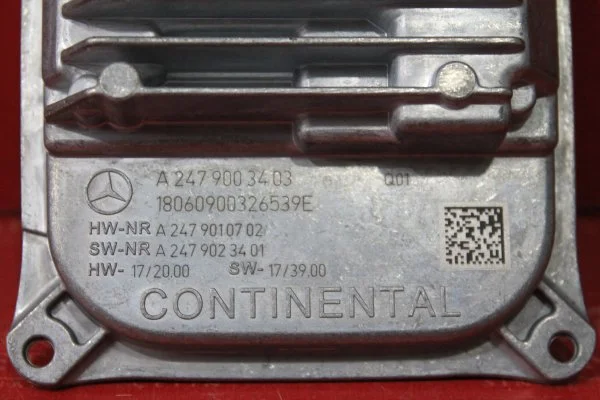 A 247 900 34 03 Q01
18060900326539E
HW-NR A 247 901 07 02
SW-NR A 247 902 34 01
HW- 17/20.00 SW- 17/39.00
CONTINENTAL